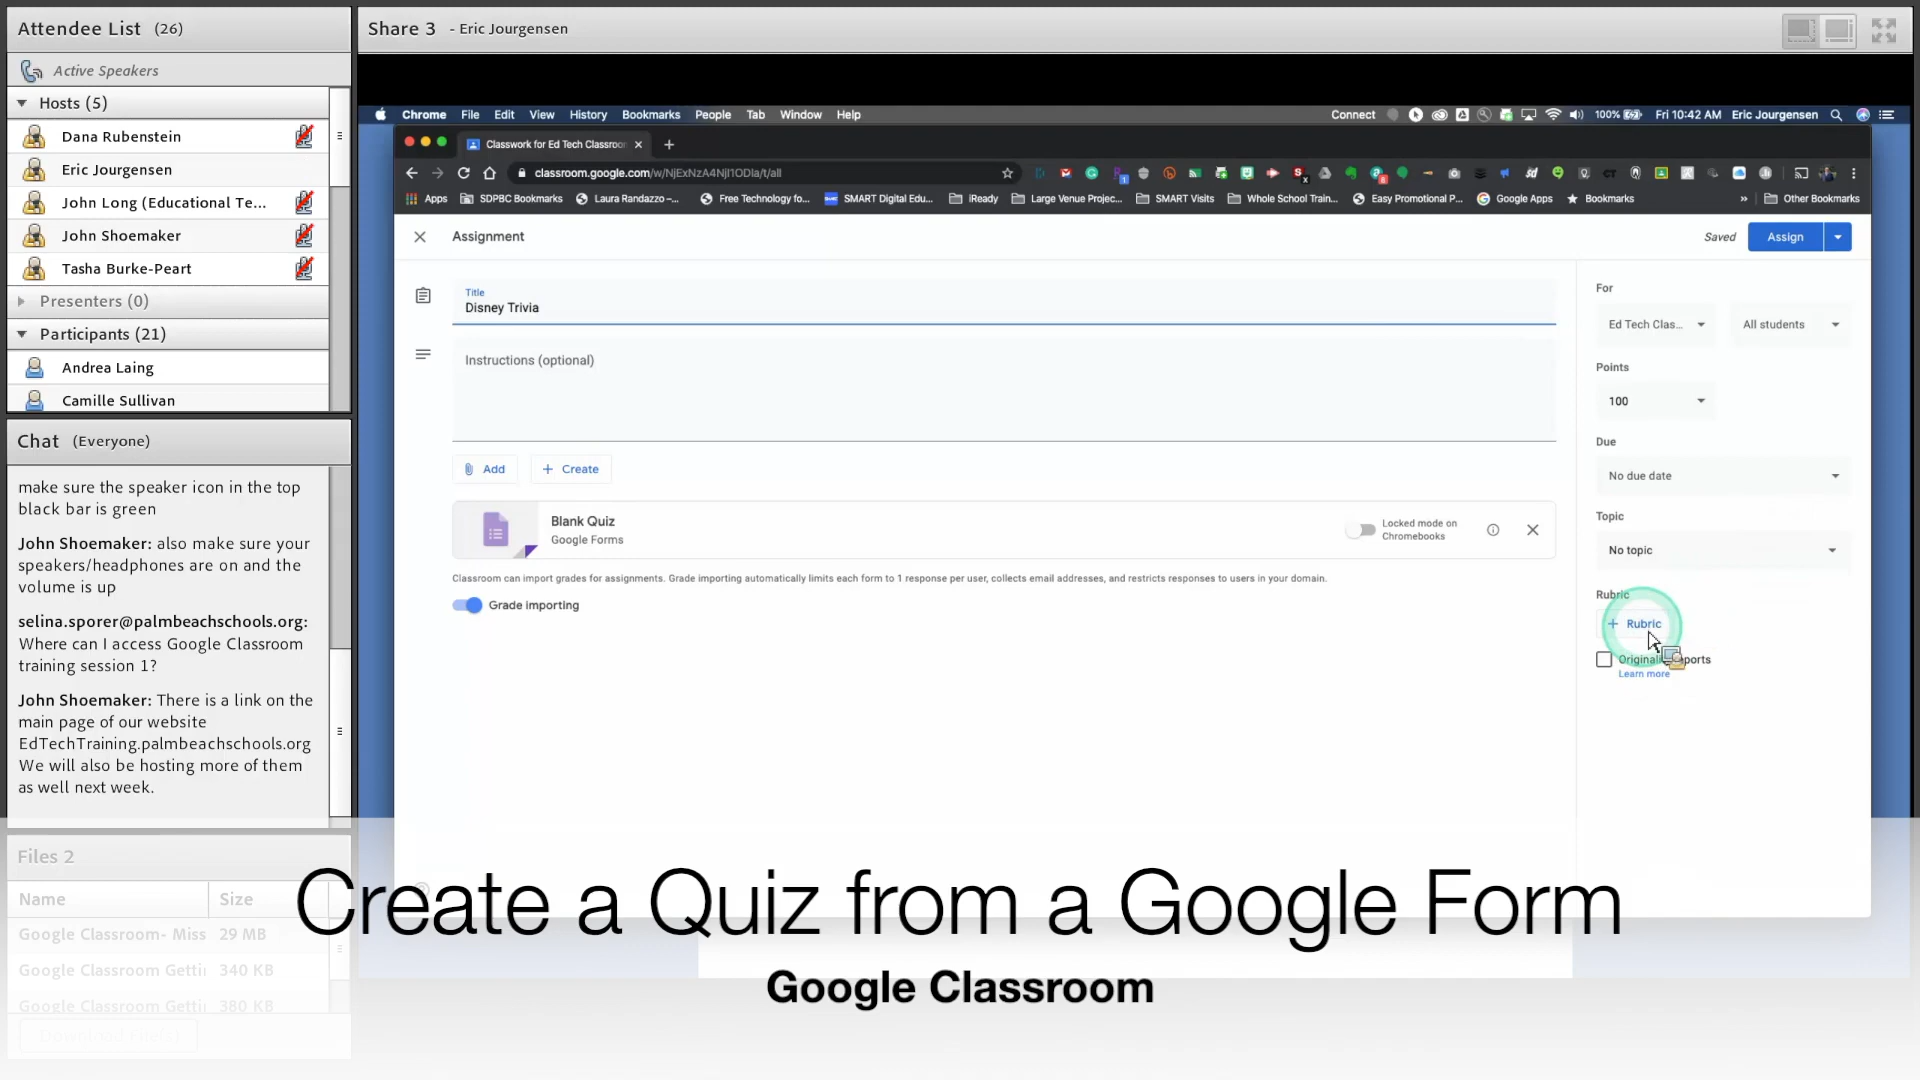 Attendee List (26)
Active Speakers
Hosts (5)
Dana Rubenstein
Eric Jourgensen
John Long (Educational Te...
John Shoemaker
Tasha Burke-Peart
Presenters (0)
Participants (21)
Andrea Laing
Camille Sullivan
Chat (Everyone)
make sure the speaker icon in the top
black bar is green
John Shoemaker: also make sure your
speakers/headphones are on and the
volume is up
selina.sporer@palmbeachschools.org:
Where can I access Google Classroom
training session 1?
John Shoemaker: There is a link on the
main page of our website
EdTechTraining.palmbeachschools.org
We will also be hosting more of them
as well next week.
Files 2
Name Size
Google Classroom- Miss 29 MB
Google Classroom Getti 340 KB
Google Classroom Getti 380 KB
Share 3 - Eric Jourgensen
Chrome File Edit View History Bookmarks People Tab Window Help Connect 100% Fri 10:42 AM Eric Jourgensen
Classwork for Ed Tech Classroom
classroom.google.com/w/NjExNzA4NjI1ODIa/t/all
Apps SDPBC Bookmarks Laura Randazzo –... Free Technology fo... SMART Digital Edu... iReady Large Venue Projec... SMART Visits Whole School Train... Easy Promotional P... Google Apps Bookmarks » Other Bookmarks
Assignment Saved Assign
Title
Disney Trivia
Instructions (optional)
Add + Create
Blank Quiz
Google Forms
Locked mode on
Chromebooks
Classroom can import grades for assignments. Grade importing automatically limits each form to 1 response per user, collects email addresses, and restricts responses to users in your domain.
Grade importing
For
Ed Tech Clas... All students
Points
100
Due
No due date
Topic
No topic
Rubric
+ Rubric
Learn more
Create a Quiz from a Google Form
Google Classroom